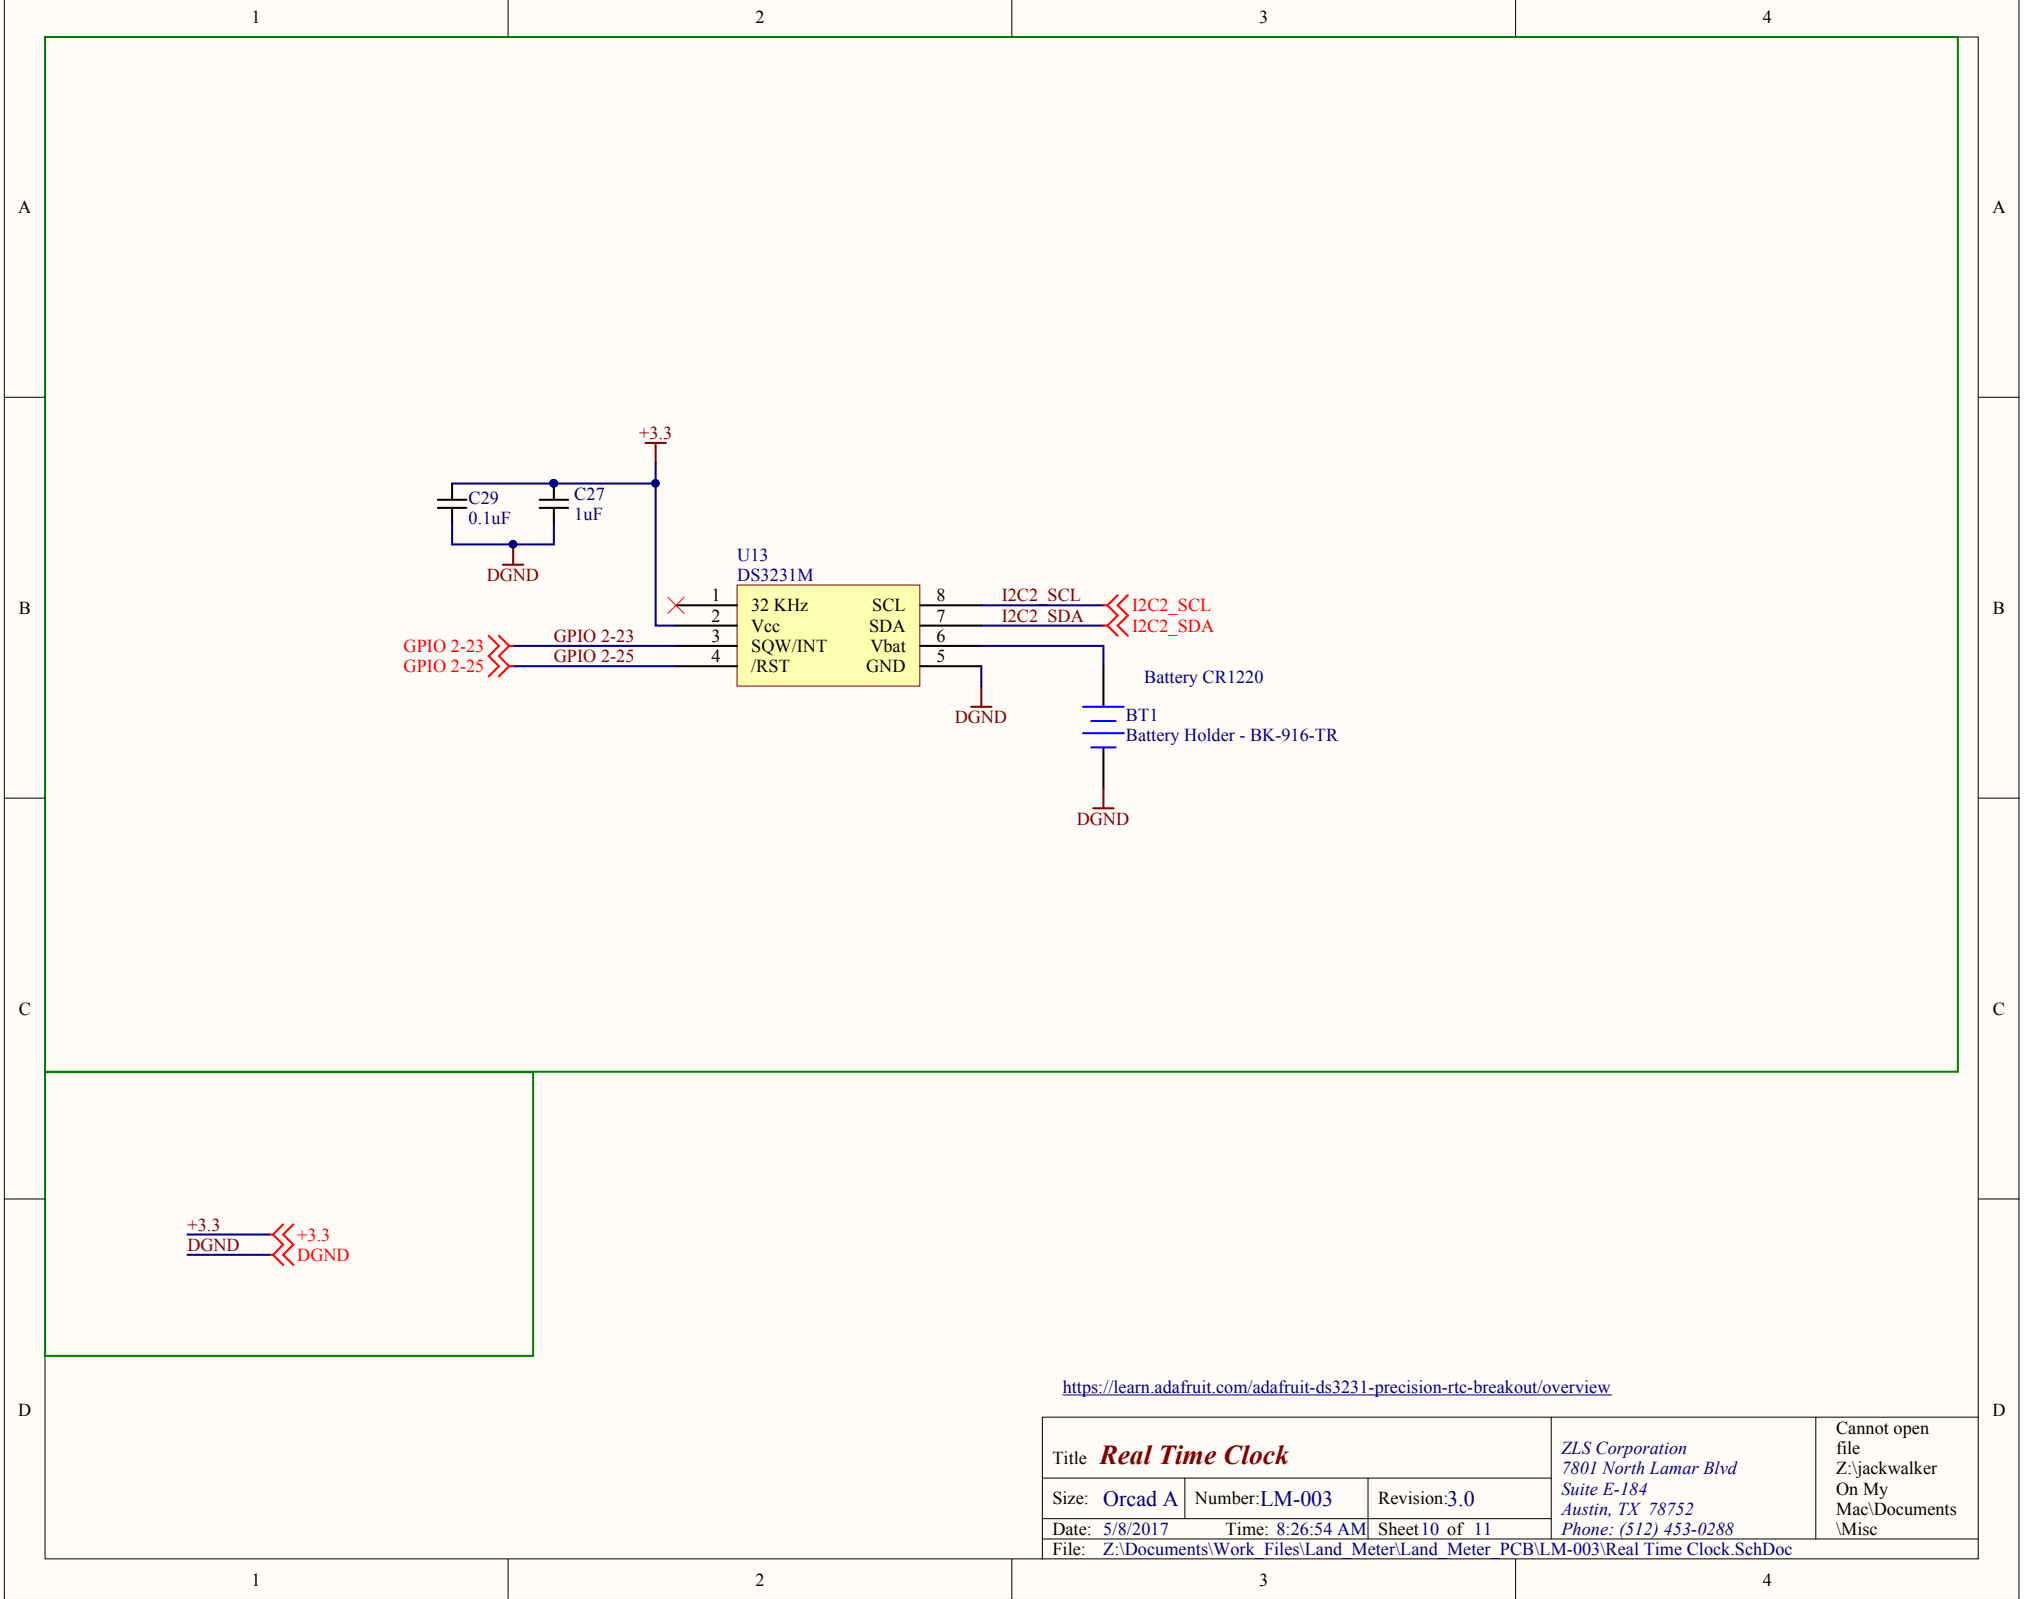 1 2 3 4
A A
+3.3
C29 C27
0.1uF 1uF
DGND
U13
DS3231M
B B
1 32 KHz SCL 8 I2C2_SCL I2C2_SCL
2 Vcc SDA 7 I2C2_SDA I2C2_SDA
GPIO 2-23 GPIO 2-23 3 SQW/INT Vbat 6
GPIO 2-25 GPIO 2-25 4 /RST GND 5
Battery CR1220
DGND
BT1
Battery Holder - BK-916-TR
DGND
C C
+3.3 +3.3
DGND DGND
https://learn.adafruit.com/adafruit-ds3231-precision-rtc-breakout/overview
D D
Title Real Time Clock
Size: Orcad A Number:LM-003 Revision:3.0
Date: 5/8/2017 Time: 8:26:54 AM Sheet10 of 11
File: Z:\Documents\Work_Files\Land_Meter\Land_Meter_PCB\LM-003\Real Time Clock.SchDoc
ZLS Corporation
7801 North Lamar Blvd
Suite E-184
Austin, TX 78752
Phone: (512) 453-0288
Cannot open
file
Z:\jackwalker
On My
Mac\Documents
\Misc
1 2 3 4